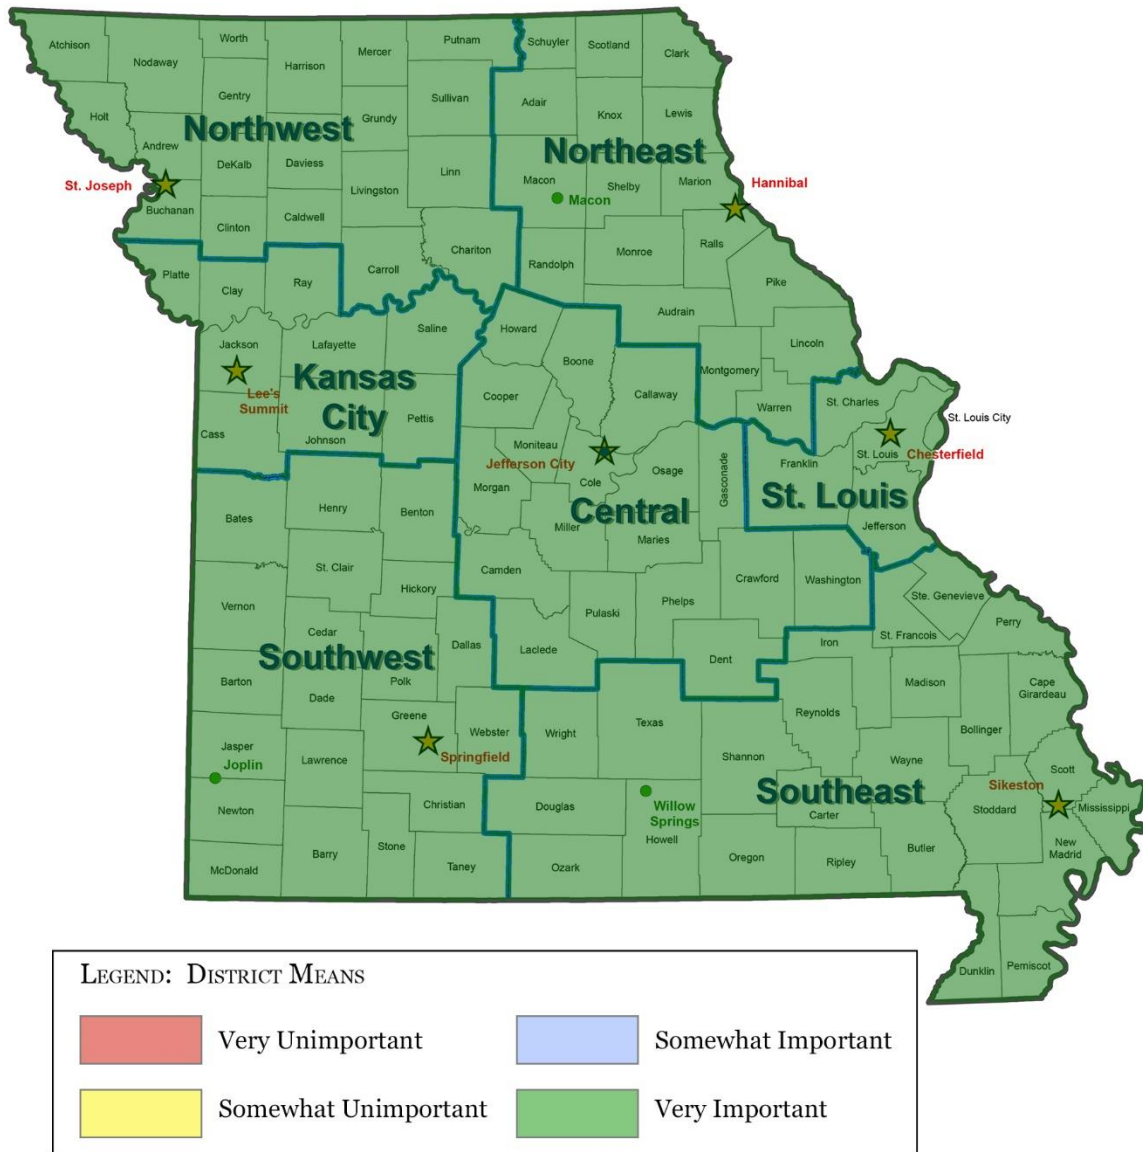 Atchison
Nodaway
Worth
Harrison
Mercer
Putnam
Schuyler
Scotland
Clark
Holt
Gentry
Grundy
Sullivan
Adair
Knox
Lewis
Andrew
Northwest
Northeast
DeKalb
Daviess
Livingston
Linn
Macon
Shelby
Marion
St. Joseph
Hannibal
Macon
Buchanan
Clinton
Caldwell
Chariton
Monroe
Ralls
Platte
Clay
Ray
Carroll
Randolph
Pike
Audrain
Jackson
Lafayette
Saline
Howard
Boone
Lincoln
Montgomery
Kansas
City
Lee's
Summit
Cooper
Callaway
Warren
St. Charles
St. Louis City
Cass
Johnson
Pettis
Moniteau
Jefferson City
Cole
Osage
Gasconade
Franklin
St. Louis
Chesterfield
Morgan
Central
St. Louis
Bates
Henry
Benton
Miller
Maries
Jefferson
St. Clair
Hickory
Camden
Crawford
Washington
Vernon
Pulaski
Phelps
Ste. Genevieve
Cedar
Dallas
Laclede
Dent
Iron
St. Francois
Perry
Southwest
Barton
Dade
Polk
Madison
Cape
Girardeau
Greene
Webster
Wright
Texas
Reynolds
Bollinger
Jasper
Joplin
Lawrence
Springfield
Shannon
Wayne
Scott
Newton
Christian
Douglas
Willow
Springs
Southeast
Sikeston
Carter
Stoddard
Mississippi
McDonald
Barry
Stone
Taney
Ozark
Howell
Oregon
Ripley
Butler
New
Madrid
Dunklin
Pemiscot
LEGEND: DISTRICT MEANS
Very Unimportant
Somewhat Important
Somewhat Unimportant
Very Important